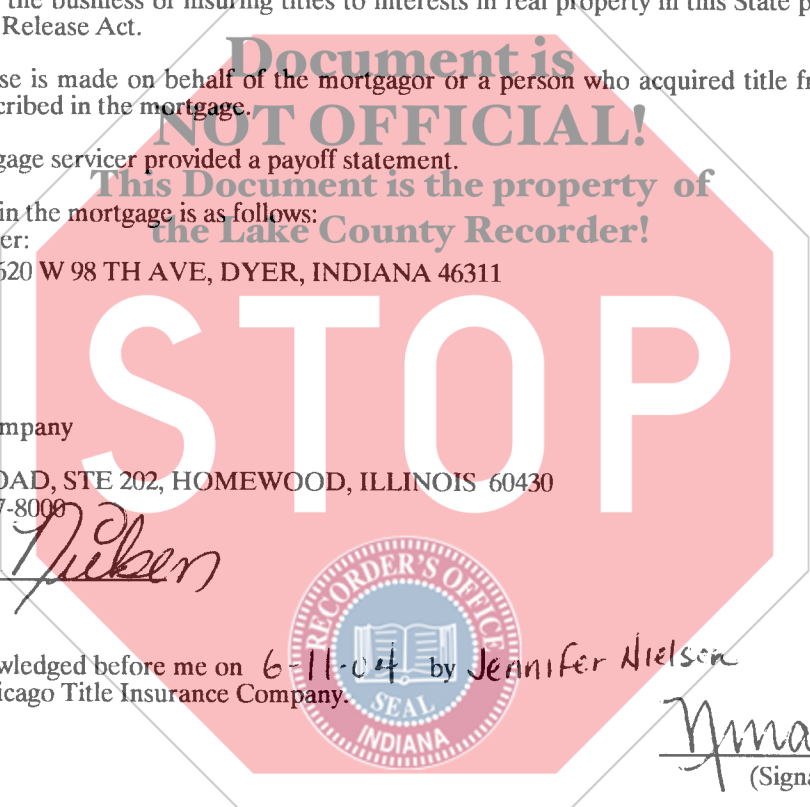 the business of insuring titles to interests in real property in this State p
Release Act.
Document is
se is made on behalf of the mortgagor or a person who acquired title fr
cribed in the mortgage.
NOT OFFICIAL!
gage servicer provided a payoff statement.
This Document is the property of
in the mortgage is as follows:
the Lake County Recorder!
er:
620 W 98 TH AVE, DYER, INDIANA 46311
STOP
mpany
OAD, STE 202, HOMEWOOD, ILLINOIS 60430
7-8000
Nielsen
RECORDER'S OFFICE
wledged before me on 6-11-04 by Jennifer Nielsen
icago Title Insurance Company.
SEAL
INDIANA
(Signa